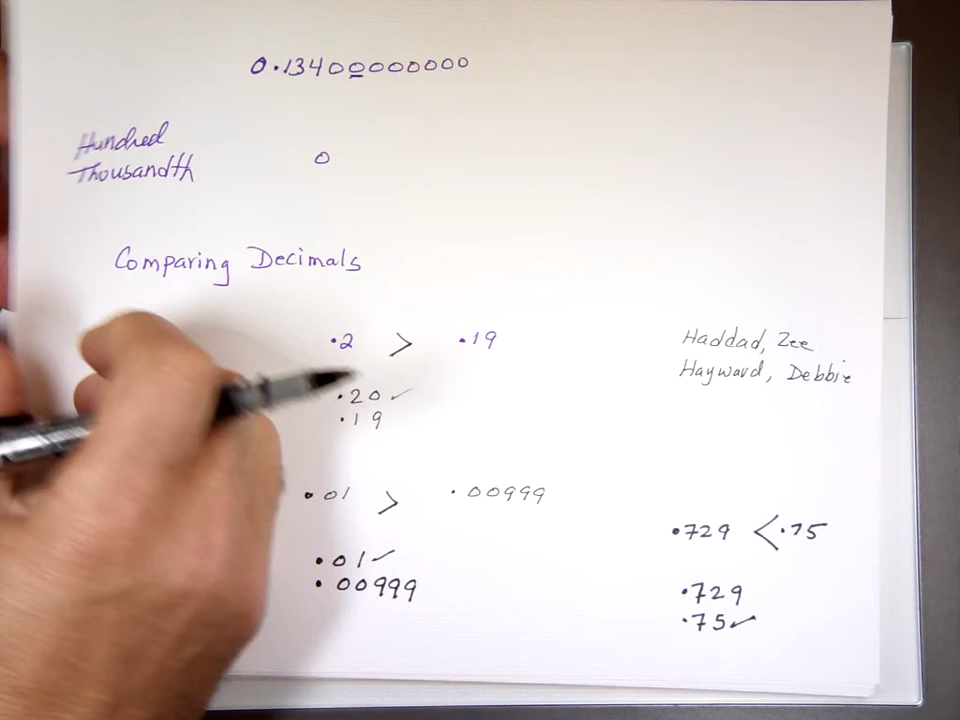 0.13400000000
Hundred
Thousandth
0
Comparing Decimals
.2 > .19
.20 ✓
.19
Haddad, Zee
Hayward, Debbie
.01 > .00999
.01 ✓
.00999
.729 < .75
.729
.75 ✓